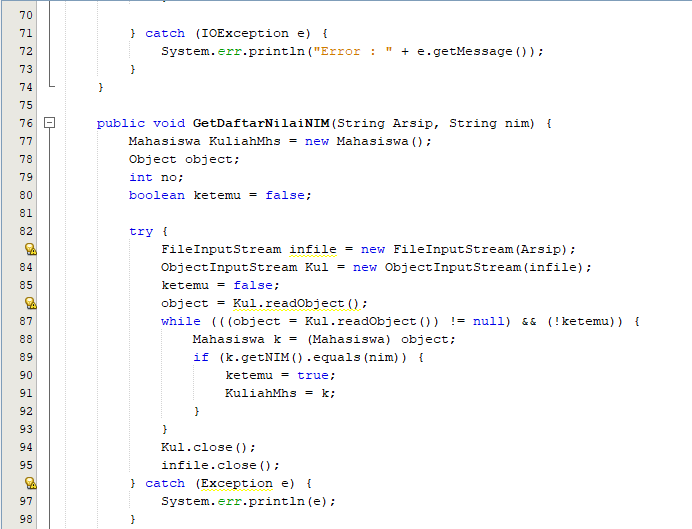 70
71 } catch (IOException e) {
72 System.err.println("Error : " + e.getMessage());
73 }
74 }
75
76 public void GetDaftarNilaiNIM(String Arsip, String nim) {
77 Mahasiswa KuliahMhs = new Mahasiswa();
78 Object object;
79 int no;
80 boolean ketemu = false;
81
82 try {
FileInputStream infile = new FileInputStream(Arsip);
84 ObjectInputStream Kul = new ObjectInputStream(infile);
85 ketemu = false;
object = Kul.readObject();
87 while (((object = Kul.readObject()) != null) && (!ketemu)) {
88 Mahasiswa k = (Mahasiswa) object;
89 if (k.getNIM().equals(nim)) {
90 ketemu = true;
91 KuliahMhs = k;
92 }
93 }
94 Kul.close();
95 infile.close();
} catch (Exception e) {
97 System.err.println(e);
98 }